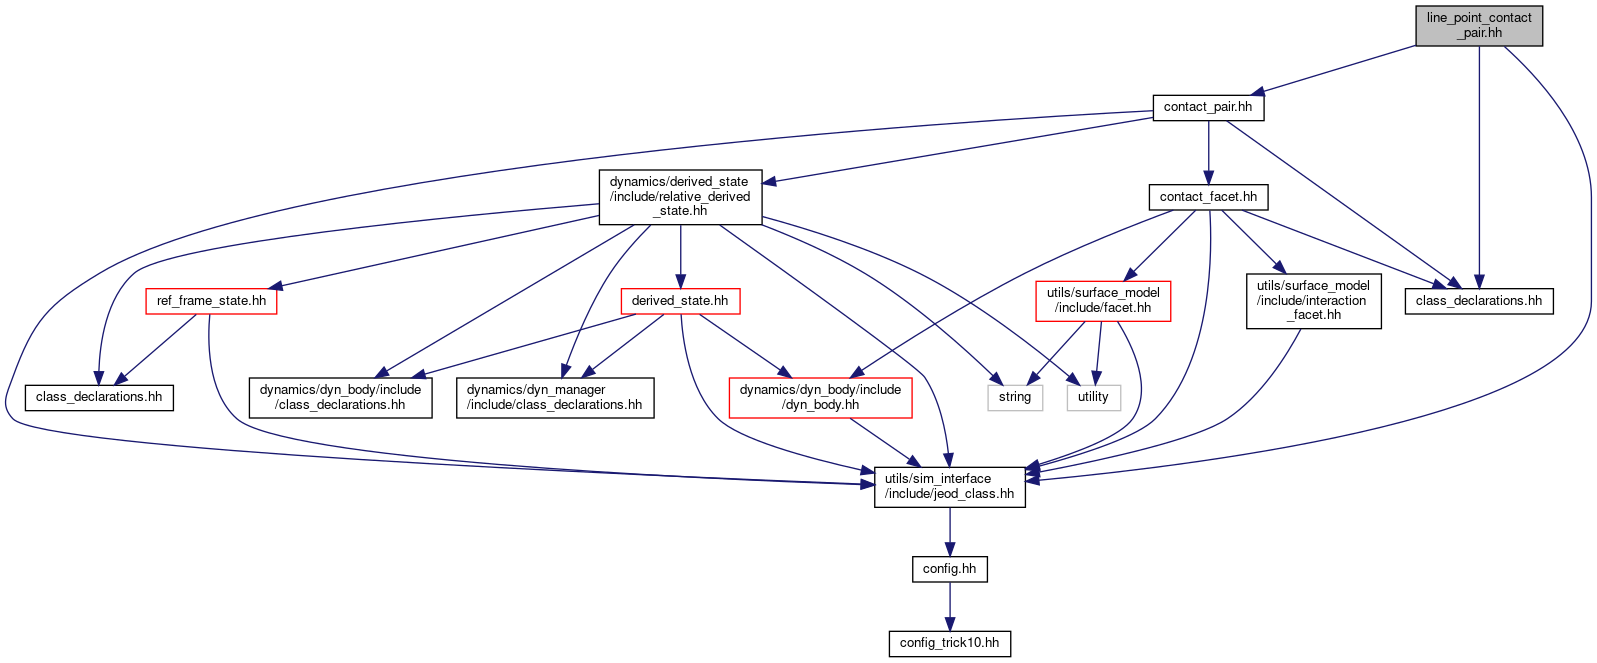 line_point_contact
_pair.hh
contact_pair.hh
dynamics/derived_state
/include/relative_derived
_state.hh
contact_facet.hh
ref_frame_state.hh
derived_state.hh
utils/surface_model
/include/facet.hh
utils/surface_model
/include/interaction
_facet.hh
class_declarations.hh
class_declarations.hh
dynamics/dyn_body/include
/class_declarations.hh
dynamics/dyn_manager
/include/class_declarations.hh
dynamics/dyn_body/include
/dyn_body.hh
string
utility
utils/sim_interface
/include/jeod_class.hh
config.hh
config_trick10.hh